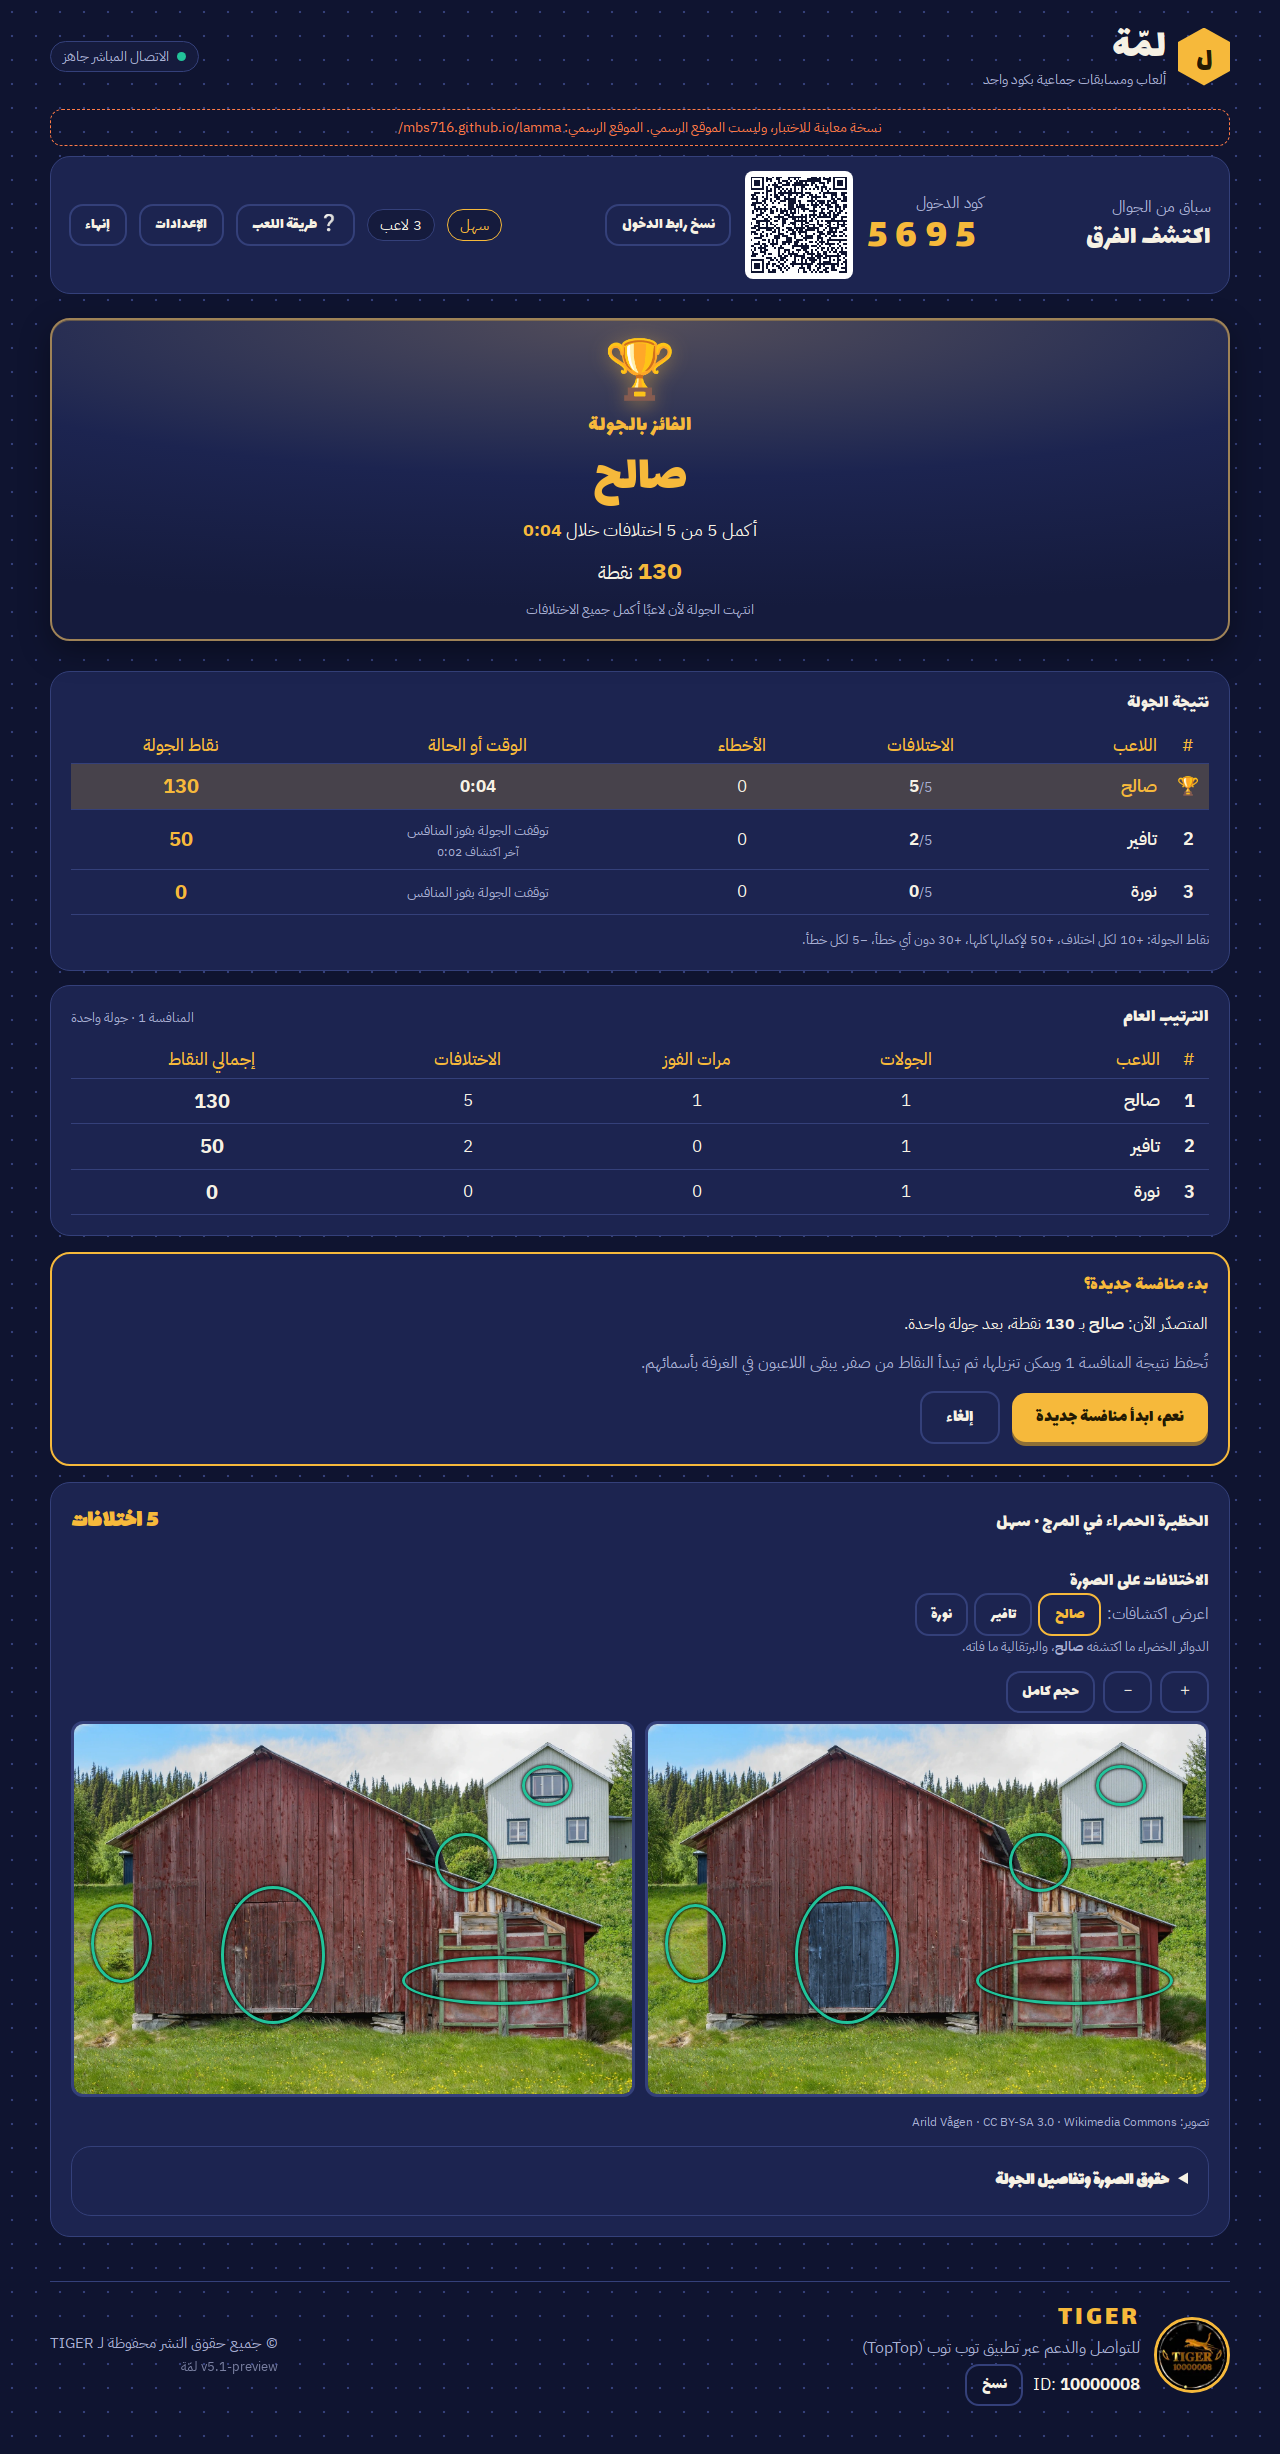 ل
لمّة
ألعاب ومسابقات جماعية بكود واحد
الاتصال المباشر جاهز
نسخة معاينة للاختبار، وليست الموقع الرسمي. الموقع الرسمي: mbs716.github.io/lamma/
سباق من الجوال
اكتشف الفرق
كود الدخول
5695
نسخ رابط الدخول
سهل
3 لاعب
❔ طريقة اللعب
الإعدادات
إنهاء
🏆
الفائز بالجولة
صالح
أكمل 5 من 5 اختلافات خلال 0:04
130 نقطة
انتهت الجولة لأن لاعبًا أكمل جميع الاختلافات
نتيجة الجولة
# اللاعب الاختلافات الأخطاء الوقت أو الحالة نقاط الجولة
🏆 صالح 5/5 0 0:04 130
2 تافير 2/5 0 توقفت الجولة بفوز المنافس آخر اكتشاف 0:02 50
3 نورة 0/5 0 توقفت الجولة بفوز المنافس 0
نقاط الجولة: +10 لكل اختلاف، +50 لإكمالها كلها، +30 دون أي خطأ، −5 لكل خطأ.
الترتيب العام
المنافسة 1 · جولة واحدة
# اللاعب الجولات مرات الفوز الاختلافات إجمالي النقاط
1 صالح 1 1 5 130
2 تافير 1 0 2 50
3 نورة 1 0 0 0
بدء منافسة جديدة؟
المتصدّر الآن: صالح بـ 130 نقطة، بعد جولة واحدة.
تُحفظ نتيجة المنافسة 1 ويمكن تنزيلها، ثم تبدأ النقاط من صفر. يبقى اللاعبون في الغرفة بأسمائهم.
نعم، ابدأ منافسة جديدة
إلغاء
الحظيرة الحمراء في المرج · سهل
5 اختلافات
الاختلافات على الصورة
اعرض اكتشافات: صالح تافير نورة
الدوائر الخضراء ما اكتشفه صالح، والبرتقالية ما فاته.
+ − حجم كامل
تصوير: Arild Vågen · CC BY-SA 3.0 · Wikimedia Commons
حقوق الصورة وتفاصيل الجولة
TIGER
10000008
TIGER
للتواصل والدعم عبر تطبيق توب توب (TopTop)
ID: 10000008
نسخ
© جميع حقوق النشر محفوظة لـ TIGER
لمّة v5.1-preview